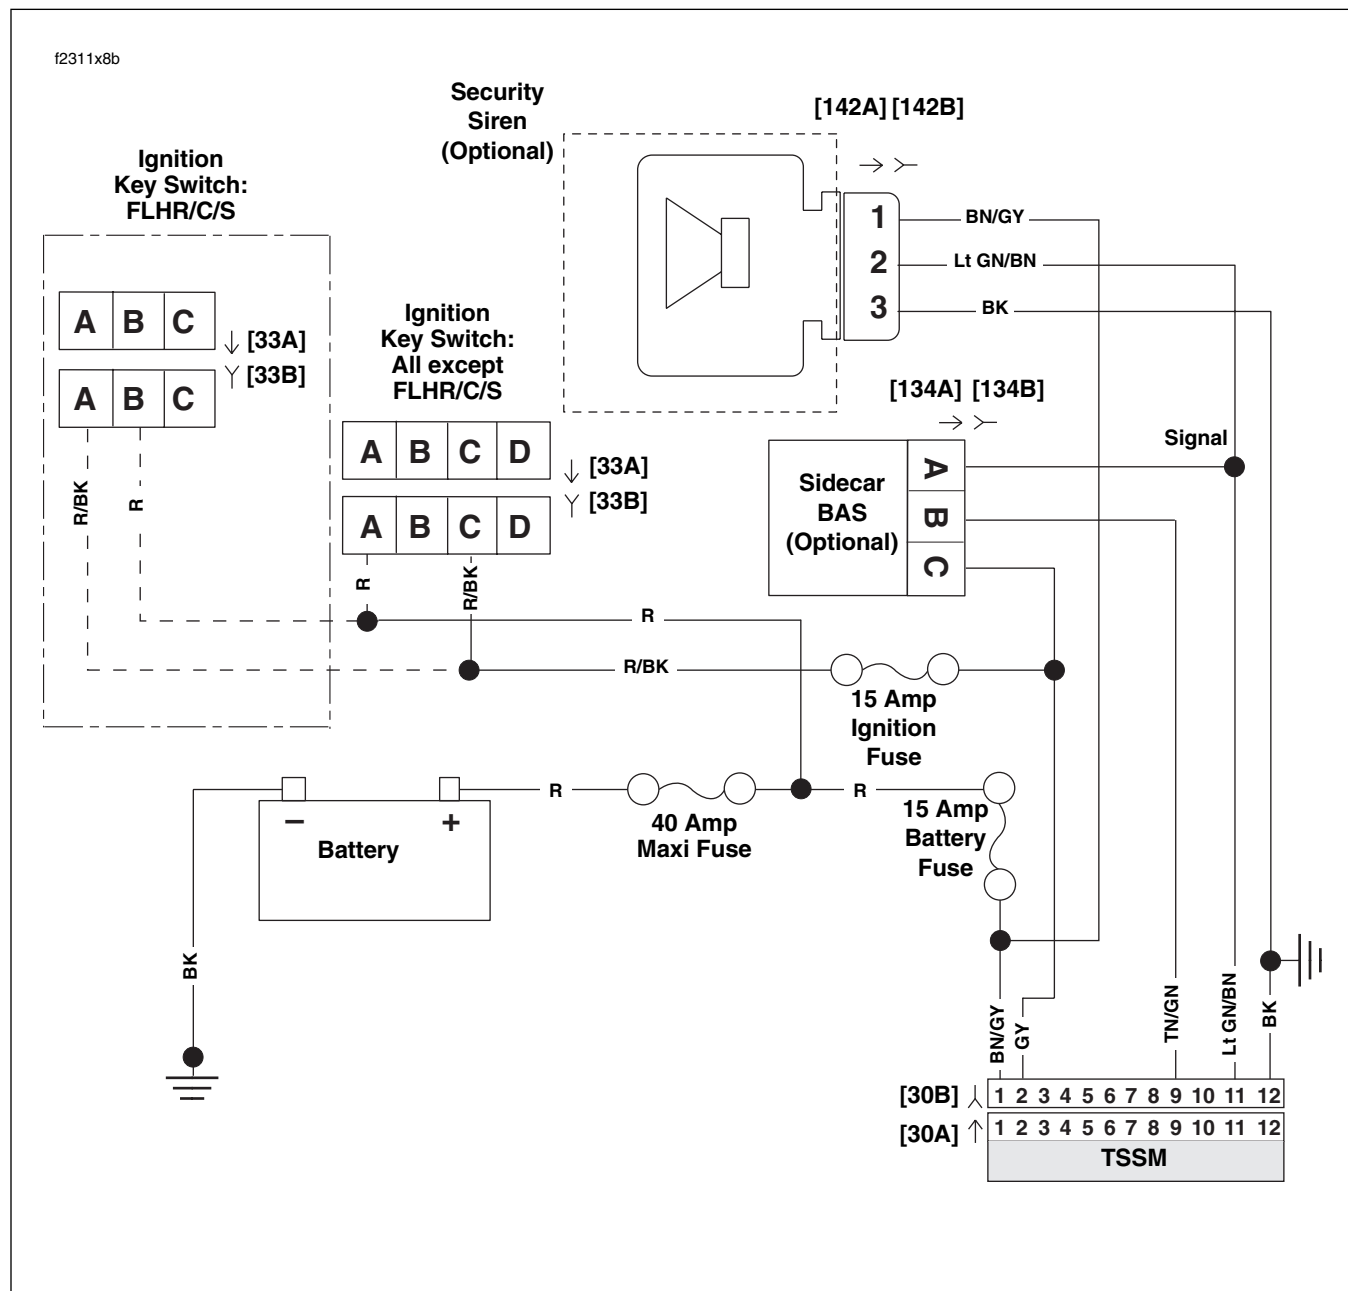 f2311x8b
Security
Siren
(Optional)
[142A] [142B]
Ignition
Key Switch:
FLHR/C/S
1
BN/GY
2
Lt GN/BN
3
BK
A B C
[33A]
A B C
[33B]
R/BK
R
Ignition
Key Switch:
All except
FLHR/C/S
A B C D
[33A]
A B C D
[33B]
R
R/BK
[134A] [134B]
Sidecar
BAS
(Optional)
A
B
C
Signal
R
R/BK
15 Amp
Ignition
Fuse
R
R
40 Amp
Maxi Fuse
15 Amp
Battery
Fuse
– +
Battery
BK
BN/GY
GY
TN/GN
Lt GN/BN
BK
[30B]
1 2 3 4 5 6 7 8 9 10 11 12
[30A]
1 2 3 4 5 6 7 8 9 10 11 12
TSSM